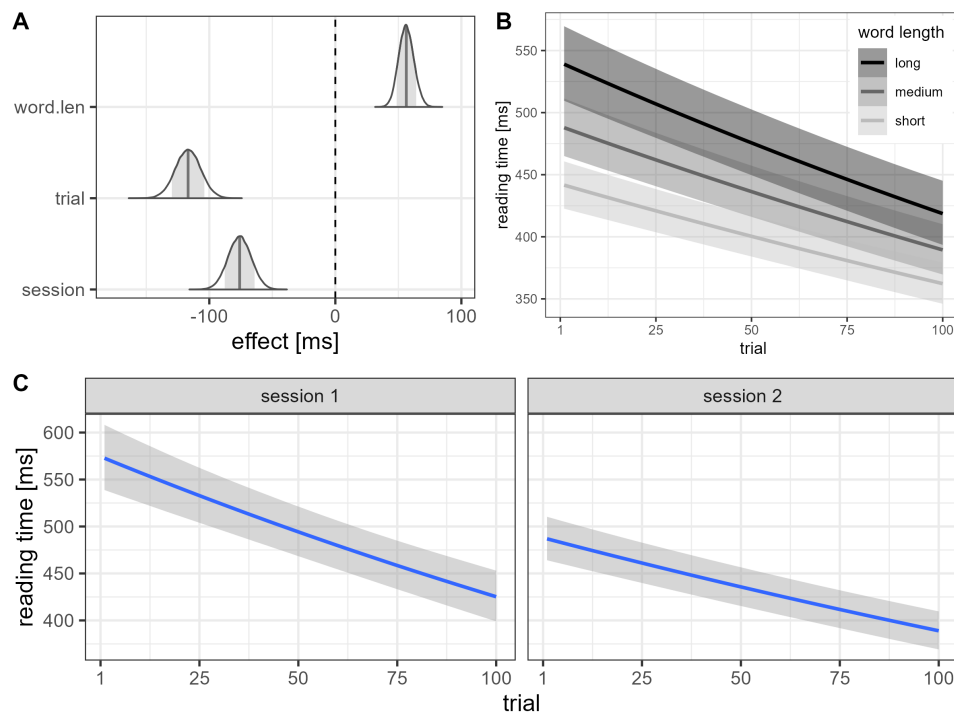 A
word.len
trial
session
-100
0
100
effect [ms]
B
reading time [ms]
550
500
450
400
350
word length
long
medium
short
1
25
50
75
100
trial
C
session 1
session 2
reading time [ms]
600
550
500
450
400
1
25
50
75
100
1
25
50
75
100
trial